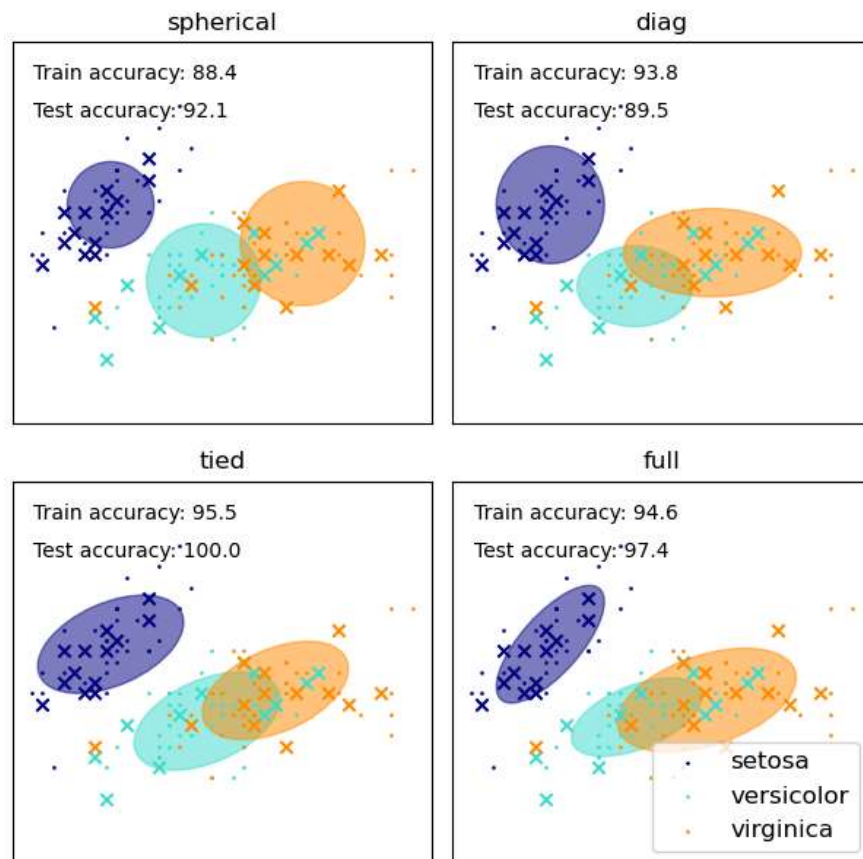 spherical
Train accuracy: 88.4
Test accuracy: 92.1
diag
Train accuracy: 93.8
Test accuracy: 89.5
tied
Train accuracy: 95.5
Test accuracy: 100.0
full
Train accuracy: 94.6
Test accuracy: 97.4
setosa
versicolor
virginica